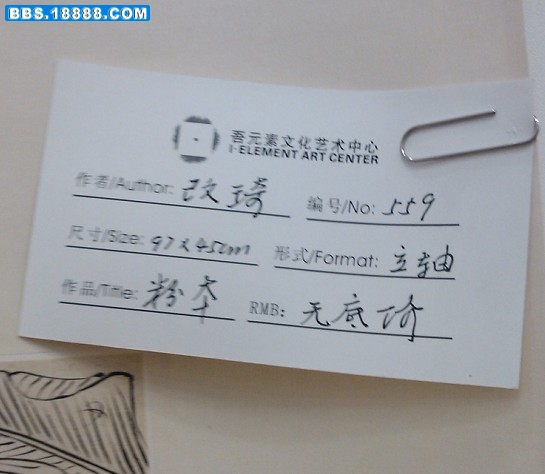 BBS.18888.COM
吾元素文化艺术中心
I-ELEMENT ART CENTER
作者/Author: 改琦 编号/No: 559
尺寸/Size: 97x45cm 形式/Format: 立轴
作品/Title: 粉本 RMB: 无底价